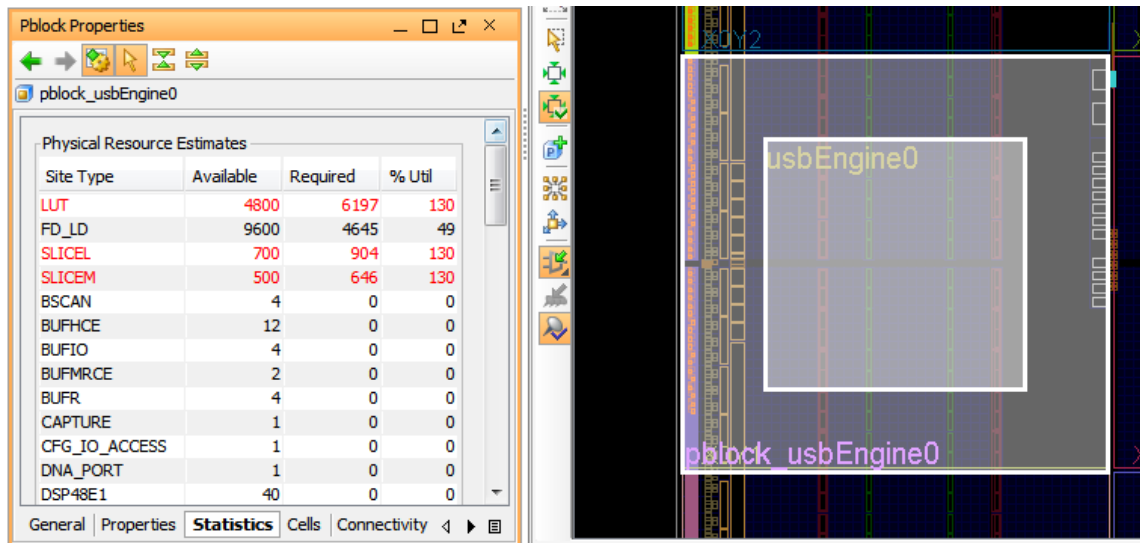 Pblock Properties
pblock_usbEngine0
Physical Resource Estimates
Site Type Available Required % Util
LUT 4800 6197 130
FD_LD 9600 4645 49
SLICEL 700 904 130
SLICEM 500 646 130
BSCAN 4 0 0
BUFHCE 12 0 0
BUFIO 4 0 0
BUFMRCE 2 0 0
BUFR 4 0 0
CAPTURE 1 0 0
CFG_IO_ACCESS 1 0 0
DNA_PORT 1 0 0
DSP48E1 40 0 0
General Properties Statistics Cells Connectivity
X0Y2
usbEngine0
pblock_usbEngine0